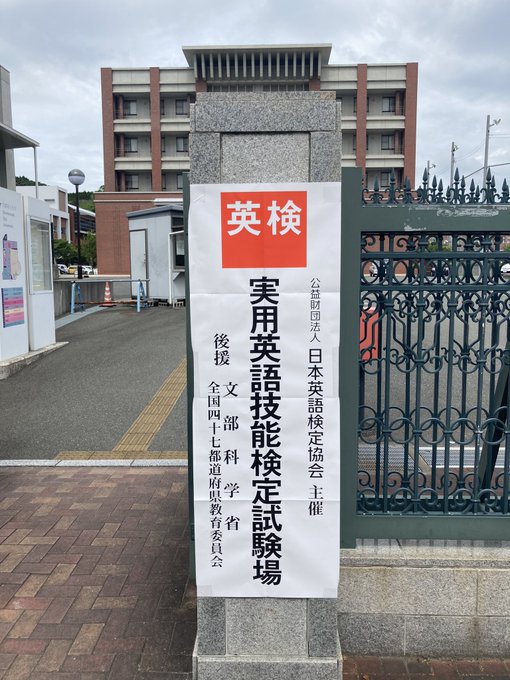 英検
公益財団法人 日本英語検定協会 主催
実用英語技能検定試験場
後援 文部科学省
全国四十七都道府県教育委員会